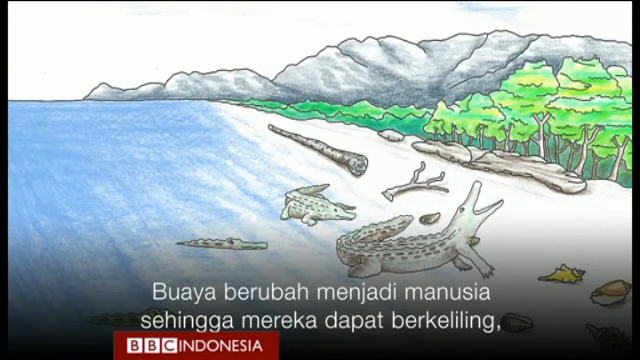 Buaya berubah menjadi manusia
sehingga mereka dapat berkeliling,
BBC INDONESIA